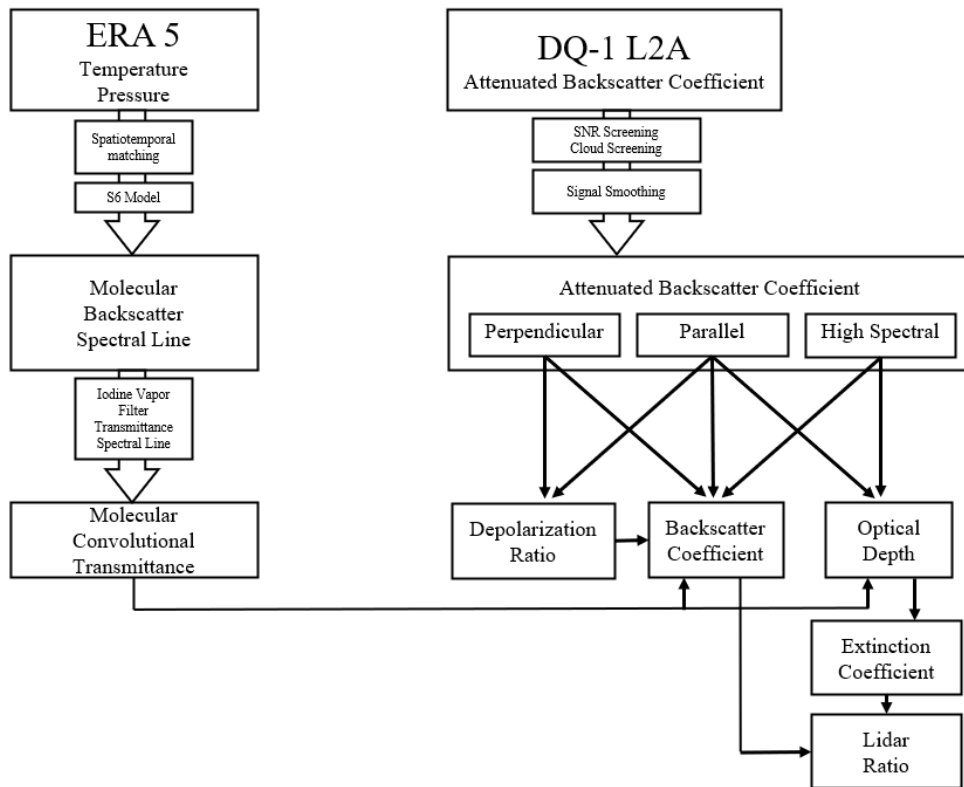 ERA 5
Temperature
Pressure
Spatiotemporal
matching
S6 Model
Molecular
Backscatter
Spectral Line
Iodine Vapor
Filter
Transmittance
Spectral Line
Molecular
Convolutional
Transmittance
DQ-1 L2A
Attenuated Backscatter Coefficient
SNR Screening
Cloud Screening
Signal Smoothing
Attenuated Backscatter Coefficient
Perpendicular
Parallel
High Spectral
Depolarization
Ratio
Backscatter
Coefficient
Optical
Depth
Extinction
Coefficient
Lidar
Ratio